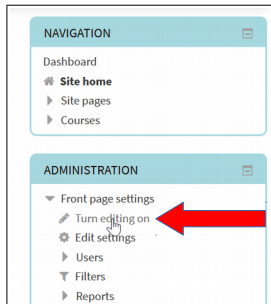 NAVIGATION
Dashboard
Site home
Site pages
Courses
ADMINISTRATION
Front page settings
Turn editing on
Edit settings
Users
Filters
Reports